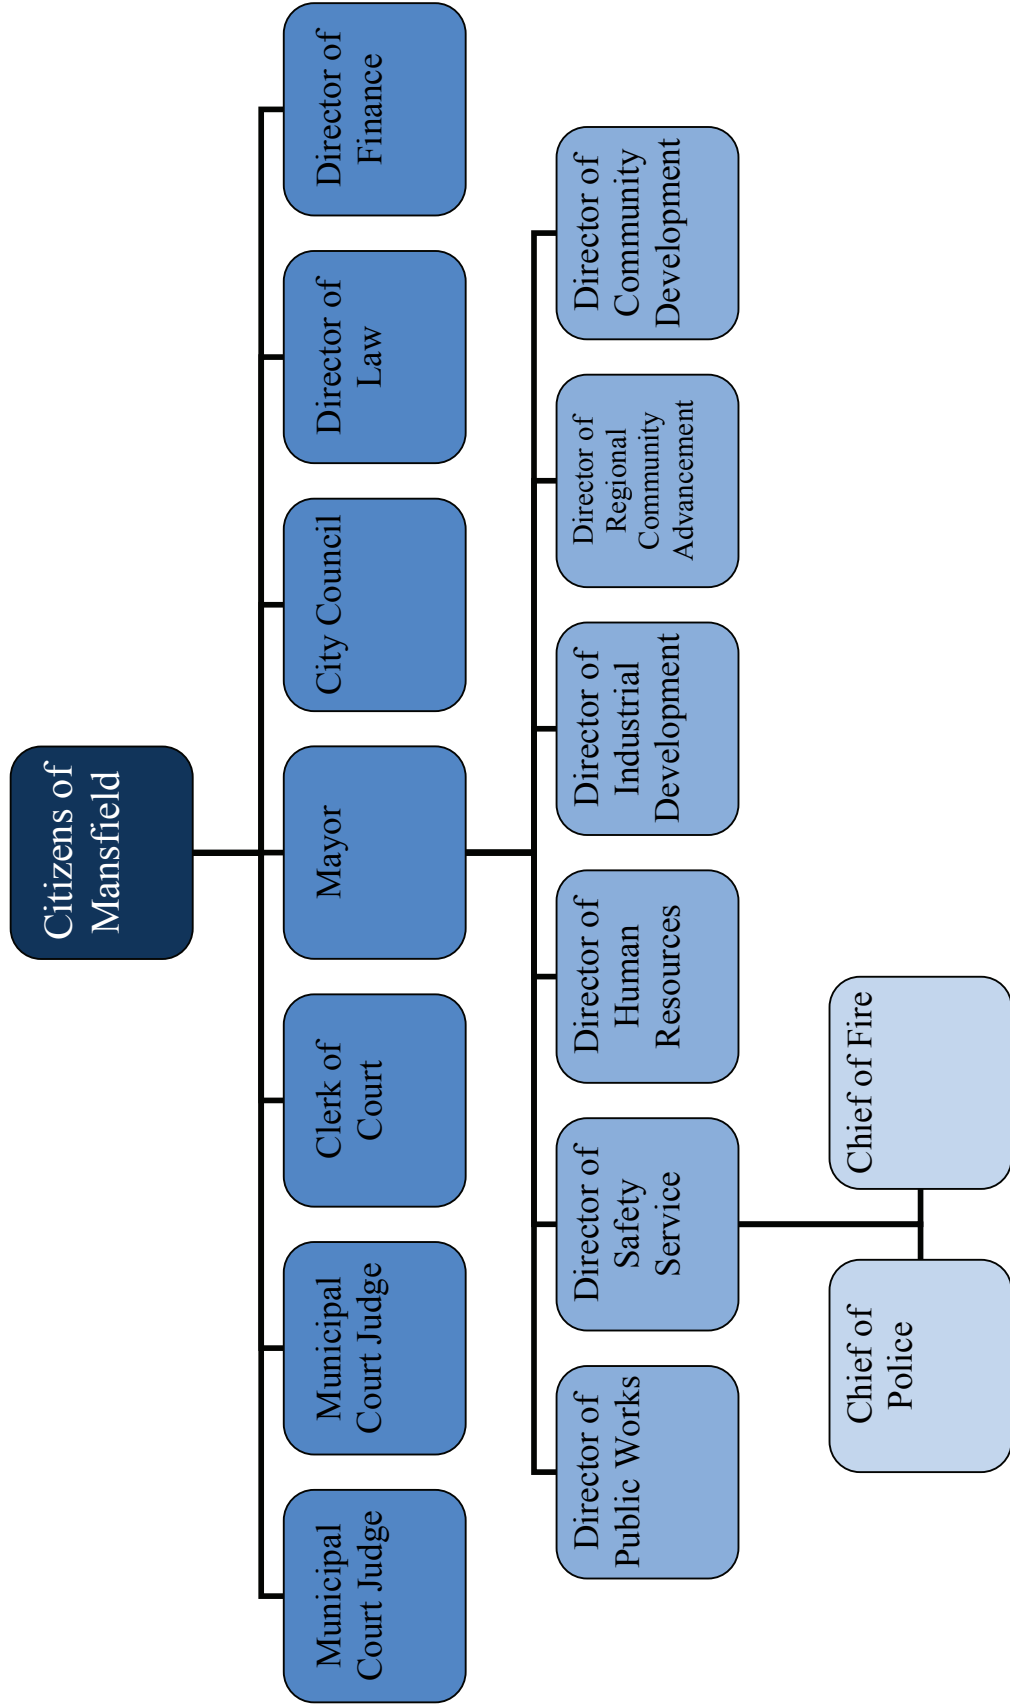 Citizens of
Mansfield
Municipal
Court Judge
Municipal
Court Judge
Clerk of
Court
Mayor
City Council
Director of
Law
Director of
Finance
Director of
Public Works
Director of
Safety
Service
Director of
Human
Resources
Director of
Industrial
Development
Director of
Regional
Community
Advancement
Director of
Community
Development
Chief of
Police
Chief of Fire